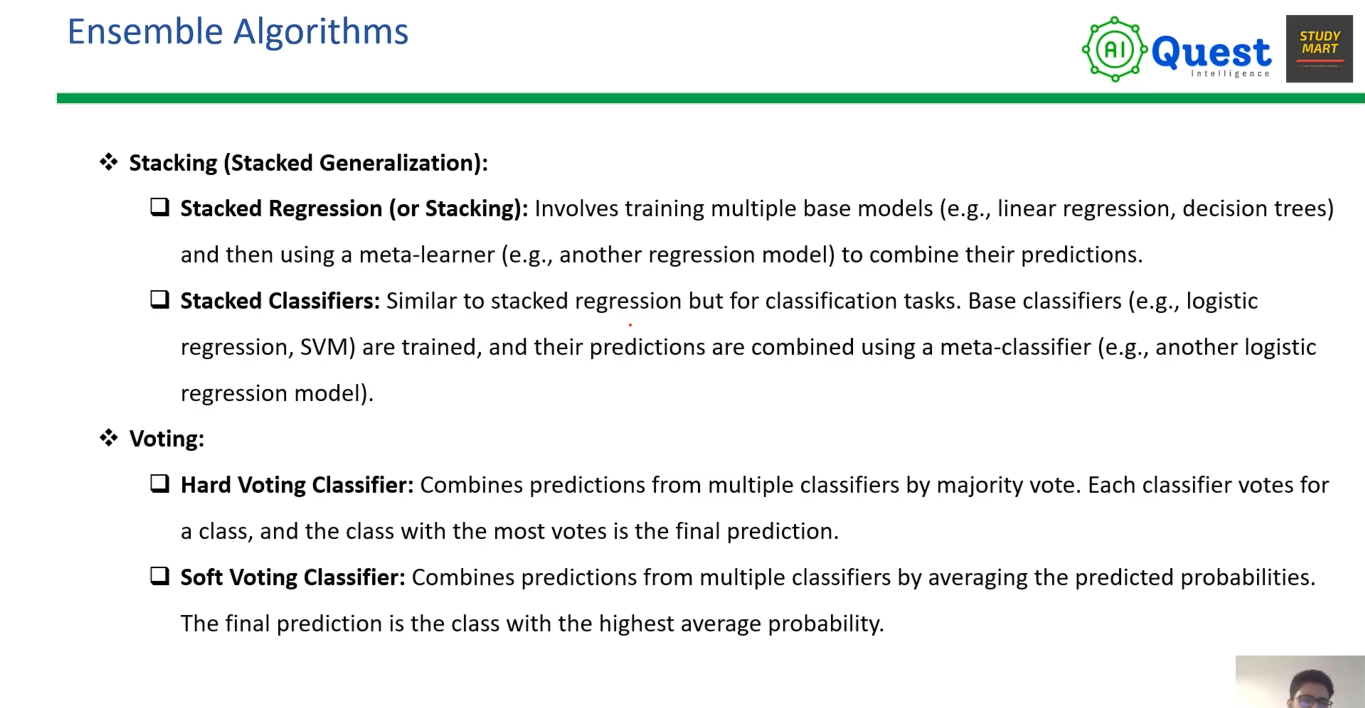 Ensemble Algorithms
AI Quest
Intelligence
STUDY
MART
❖ Stacking (Stacked Generalization):
❑ Stacked Regression (or Stacking): Involves training multiple base models (e.g., linear regression, decision trees)
and then using a meta-learner (e.g., another regression model) to combine their predictions.
❑ Stacked Classifiers: Similar to stacked regression but for classification tasks. Base classifiers (e.g., logistic
regression, SVM) are trained, and their predictions are combined using a meta-classifier (e.g., another logistic
regression model).
❖ Voting:
❑ Hard Voting Classifier: Combines predictions from multiple classifiers by majority vote. Each classifier votes for
a class, and the class with the most votes is the final prediction.
❑ Soft Voting Classifier: Combines predictions from multiple classifiers by averaging the predicted probabilities.
The final prediction is the class with the highest average probability.